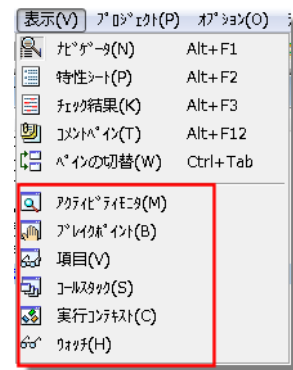 表示(V) ﾌﾟﾛｼﾞｪｸﾄ(P) ｵﾌﾟｼｮﾝ(O)
ﾅﾋﾞｹﾞｰﾀ(N) Alt+F1
特性ｼｰﾄ(P) Alt+F2
ﾁｪｯｸ結果(K) Alt+F3
ｺﾒﾝﾄﾍﾟｲﾝ(T) Alt+F12
ﾍﾟｲﾝの切替(W) Ctrl+Tab
ｱｸﾃｨﾋﾞﾃｨﾓﾆﾀ(M)
ﾌﾞﾚｲｸﾎﾟｲﾝﾄ(B)
項目(V)
ｺｰﾙｽﾀｯｸ(S)
実行ｺﾝﾃｷｽﾄ(C)
ｳｫｯﾁ(H)